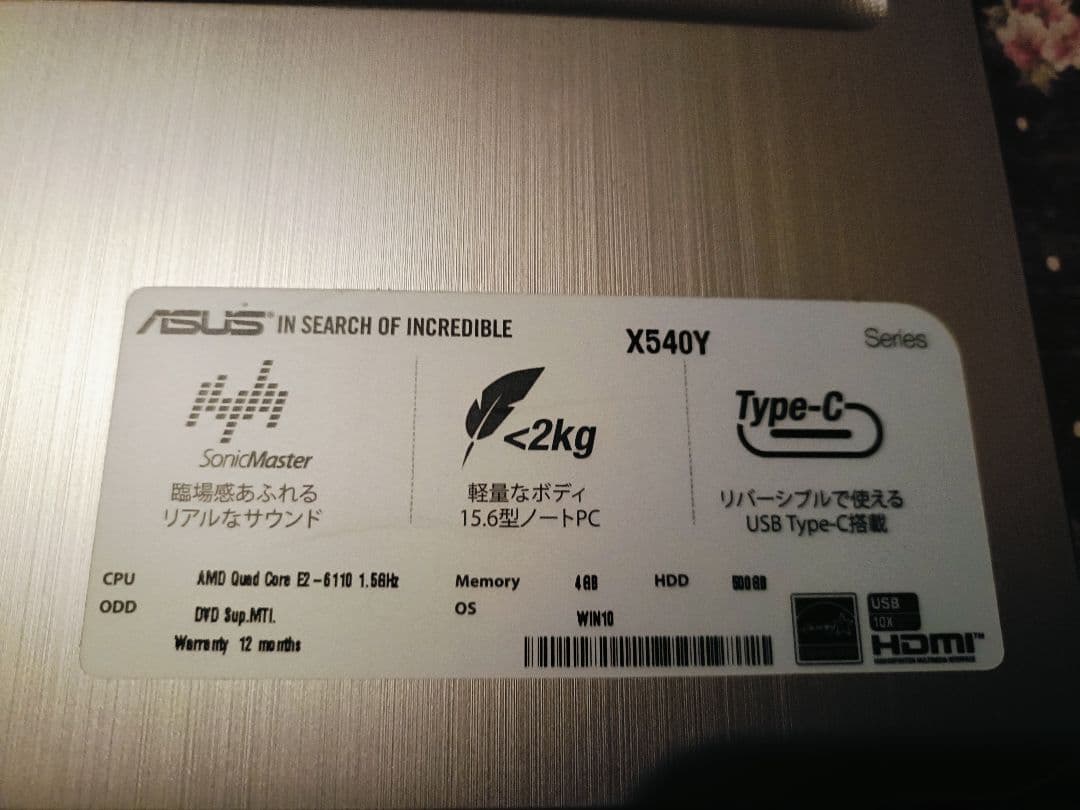 ASUS IN SEARCH OF INCREDIBLE
X540Y
Series
SonicMaster
臨場感あふれる
リアルなサウンド
<2kg
軽量なボディ
15.6型ノートPC
Type-C
リバーシブルで使える
USB Type-C搭載
CPU AMD Quad Core E2-6110 1.5GHz
Memory 4GB
HDD 500GB
ODD DVD Sup.MTI.
OS WIN10
Warranty 12 months
USB
10X
HDMI™